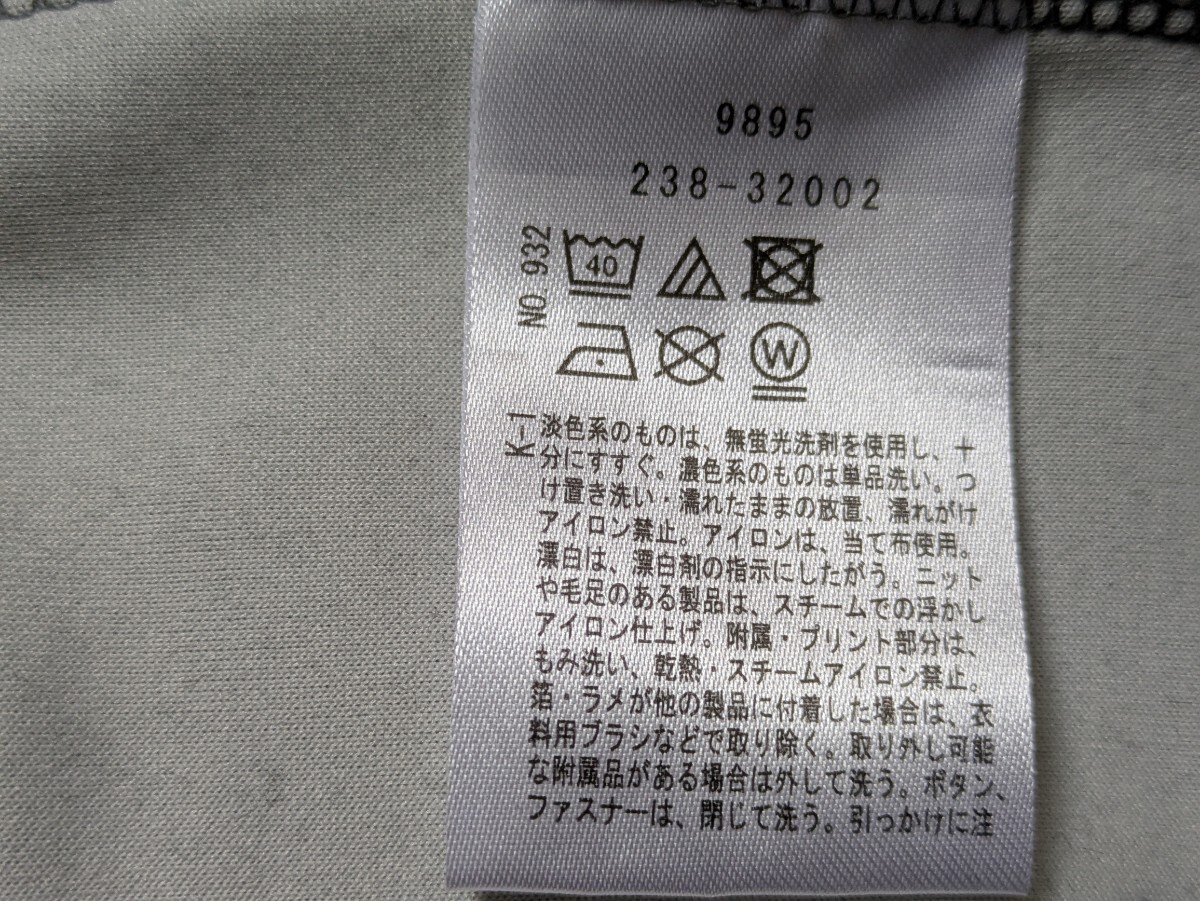 9895
238-32002
NO.932
40
W
K-1
淡色系のものは、無蛍光洗剤を使用し、十
分にすすぐ。濃色系のものは単品洗い。つ
け置き洗い・濡れたままの放置、濡れがけ
アイロン禁止。アイロンは、当て布使用。
漂白は、漂白剤の指示にしたがう。ニット
や毛足のある製品は、スチームでの浮かし
アイロン仕上げ。附属・プリント部分は、
もみ洗い、乾熱・スチームアイロン禁止。
箔・ラメが他の製品に付着した場合は、衣
料用ブラシなどで取り除く。取り外し可能
な附属品がある場合は外して洗う。ボタン、
ファスナーは、閉じて洗う。引っかけに注